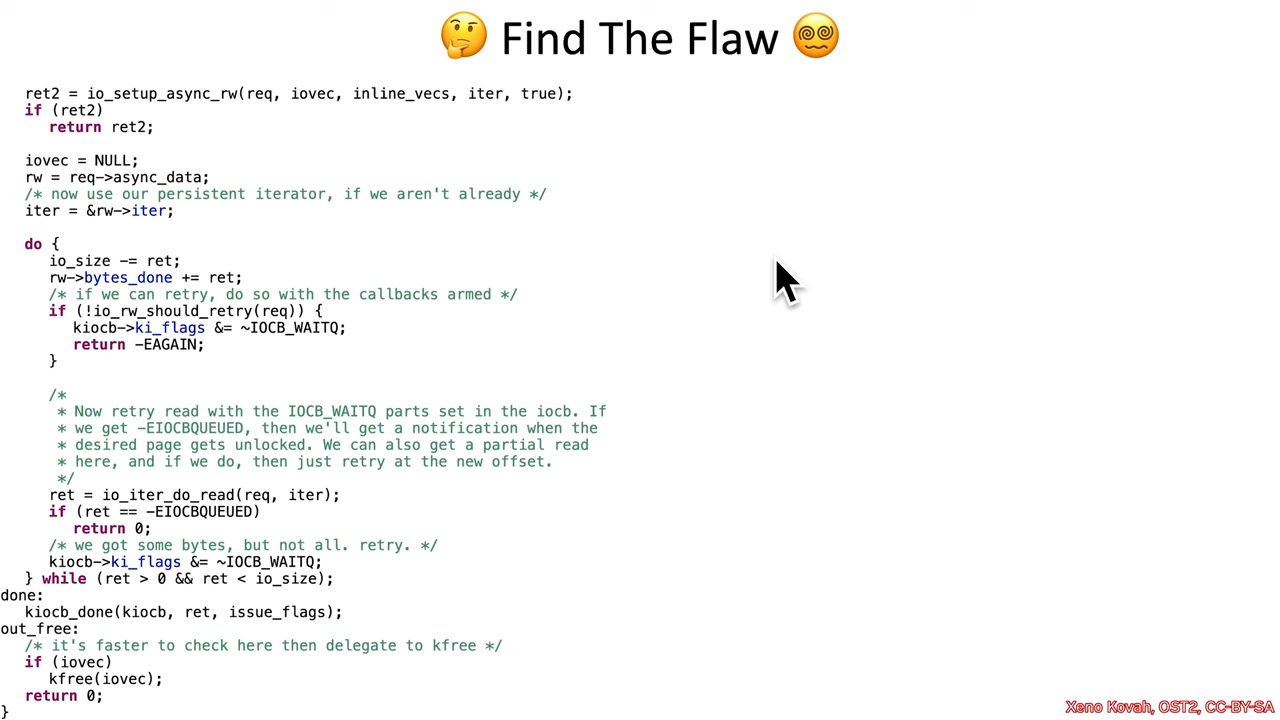 🤔 Find The Flaw 😵‍💫
ret2 = io_setup_async_rw(req, iovec, inline_vecs, iter, true);
if (ret2)
return ret2;
iovec = NULL;
rw = req->async_data;
/* now use our persistent iterator, if we aren't already */
iter = &rw->iter;
do {
io_size -= ret;
rw->bytes_done += ret;
/* if we can retry, do so with the callbacks armed */
if (!io_rw_should_retry(req)) {
kiocb->ki_flags &= ~IOCB_WAITQ;
return -EAGAIN;
}
/*
* Now retry read with the IOCB_WAITQ parts set in the iocb. If
* we get -EIOCBQUEUED, then we'll get a notification when the
* desired page gets unlocked. We can also get a partial read
* here, and if we do, then just retry at the new offset.
*/
ret = io_iter_do_read(req, iter);
if (ret == -EIOCBQUEUED)
return 0;
/* we got some bytes, but not all. retry. */
kiocb->ki_flags &= ~IOCB_WAITQ;
} while (ret > 0 && ret < io_size);
done:
kiocb_done(kiocb, ret, issue_flags);
out_free:
/* it's faster to check here then delegate to kfree */
if (iovec)
kfree(iovec);
return 0;
}
Xeno Kovah, OST2, CC-BY-SA